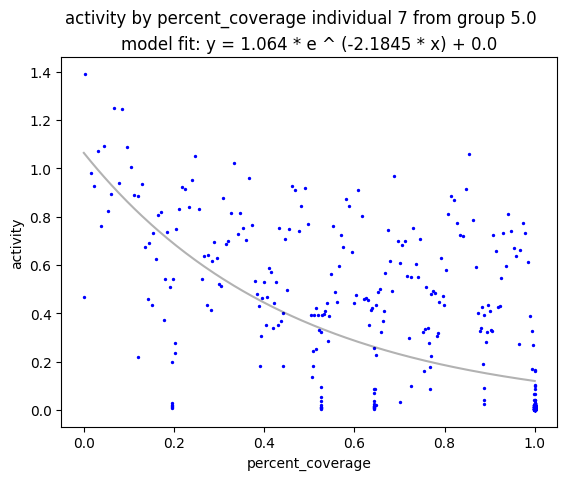 activity by percent_coverage individual 7 from group 5.0
model fit: y = 1.064 * e ^ (-2.1845 * x) + 0.0
1.4
1.2
1.0
0.8
0.6
0.4
0.2
0.0
activity
0.0 0.2 0.4 0.6 0.8 1.0
percent_coverage